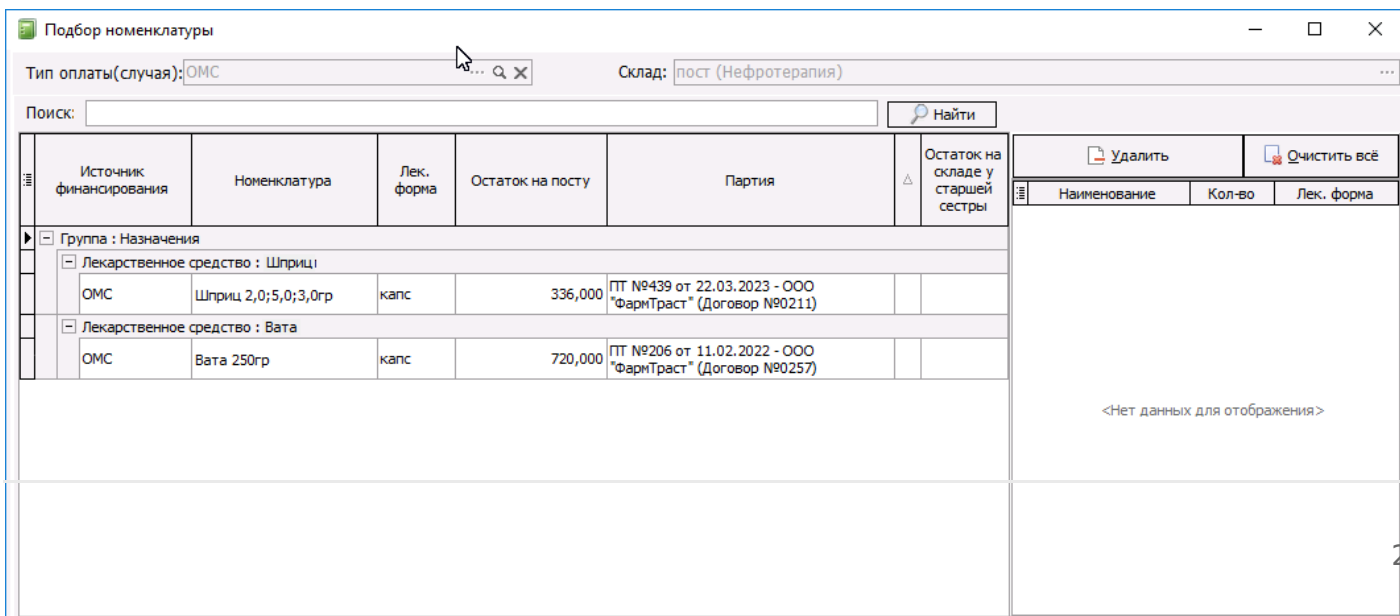 Подбор номенклатуры
Тип оплаты(случая): ОМС ... Склад: пост (Нефротерапия) ...
Поиск: Найти
Источник финансирования
Номенклатура
Лек. форма
Остаток на посту
Партия
Остаток на складе у старшей сестры
Удалить
Очистить всё
Наименование Кол-во Лек. форма
Группа : Назначения
Лекарственное средство : Шприц
ОМС Шприц 2,0;5,0;3,0гр капс 336,000 ПТ №439 от 22.03.2023 - ООО
"ФармТраст" (Договор №0211)
Лекарственное средство : Вата
ОМС Вата 250гр капс 720,000 ПТ №206 от 11.02.2022 - ООО
"ФармТраст" (Договор №0257)
<Нет данных для отображения>
2